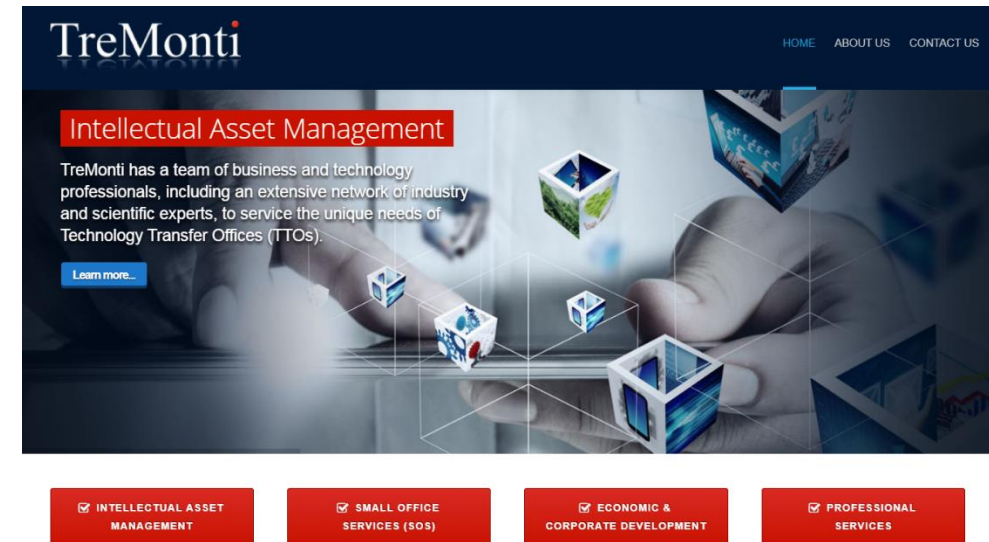 TreMonti
HOME ABOUT US CONTACT US
Intellectual Asset Management
TreMonti has a team of business and technology
professionals, including an extensive network of industry
and scientific experts, to service the unique needs of
Technology Transfer Offices (TTOs).
Learn more...
INTELLECTUAL ASSET
MANAGEMENT
SMALL OFFICE
SERVICES (SOS)
ECONOMIC &
CORPORATE DEVELOPMENT
PROFESSIONAL
SERVICES